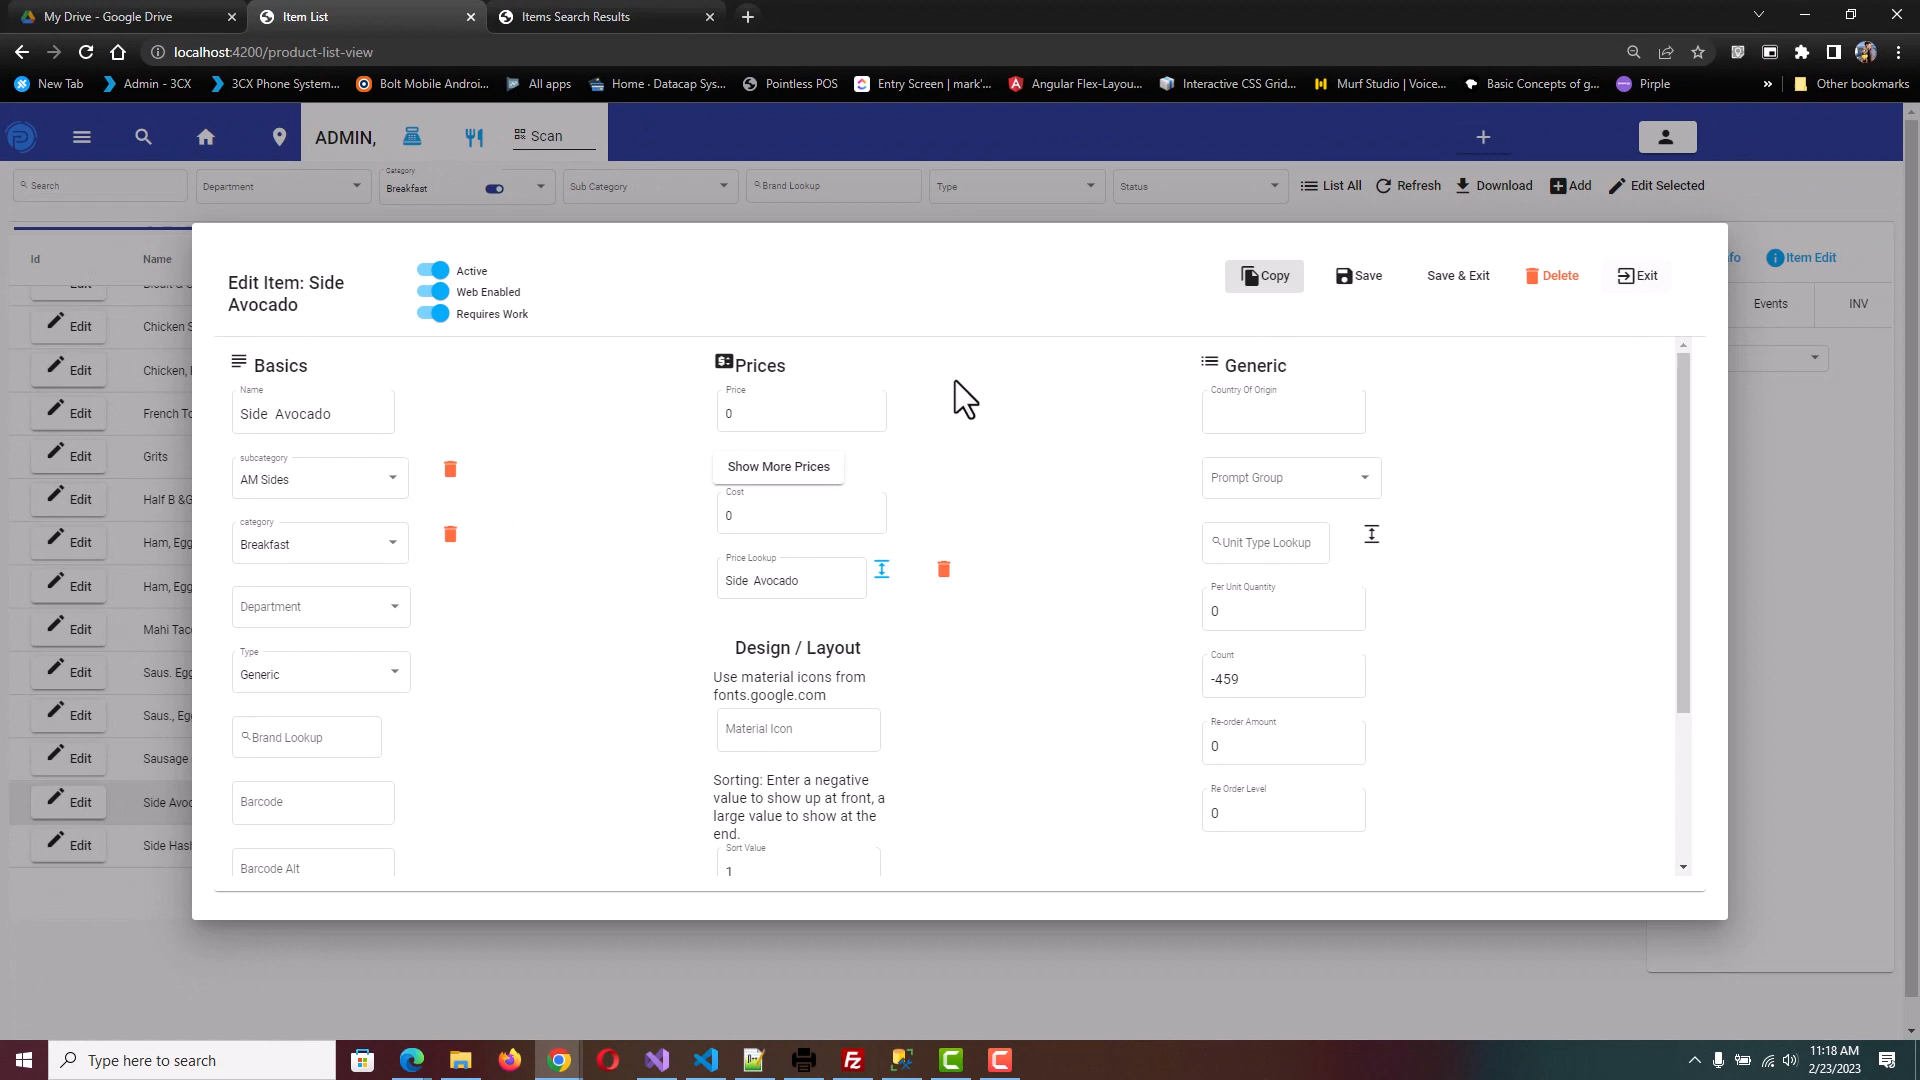 My Drive - Google Drive
Item List
Items Search Results
localhost:4200/product-list-view
New Tab
Admin - 3CX
3CX Phone System...
Bolt Mobile Androi...
All apps
Home · Datacap Sys...
Pointless POS
Entry Screen | mark'...
Angular Flex-Layou...
Interactive CSS Grid...
Murf Studio | Voice...
Basic Concepts of g...
Pirple
»
Other bookmarks
ADMIN,
Scan
Search
Department
Category
Breakfast
Sub Category
Brand Lookup
Type
Status
List All
Refresh
Download
Add
Edit Selected
Id
Name
Item Edit
Events
INV
Edit
Chicken S
Edit
Chicken,
Edit
French To
Edit
Grits
Edit
Half B &G
Edit
Ham, Egg
Edit
Ham, Egg
Edit
Mahi Tac
Edit
Saus. Egg
Edit
Saus., Eg
Edit
Sausage
Edit
Side Avoc
Edit
Side Hash
Edit Item: Side
Avocado
Active
Web Enabled
Requires Work
Copy
Save
Save & Exit
Delete
Exit
Basics
Name
Side  Avocado
subcategory
AM Sides
category
Breakfast
Department
Type
Generic
Brand Lookup
Barcode
Barcode Alt
Prices
Price
0
Show More Prices
Cost
0
Price Lookup
Side  Avocado
Design / Layout
Use material icons from
fonts.google.com
Material Icon
Sorting: Enter a negative
value to show up at front, a
large value to show at the
end.
Sort Value
1
Generic
Country Of Origin
Prompt Group
Unit Type Lookup
Per Unit Quantity
0
Count
-459
Re-order Amount
0
Re Order Level
0
Type here to search
11:18 AM
2/23/2023